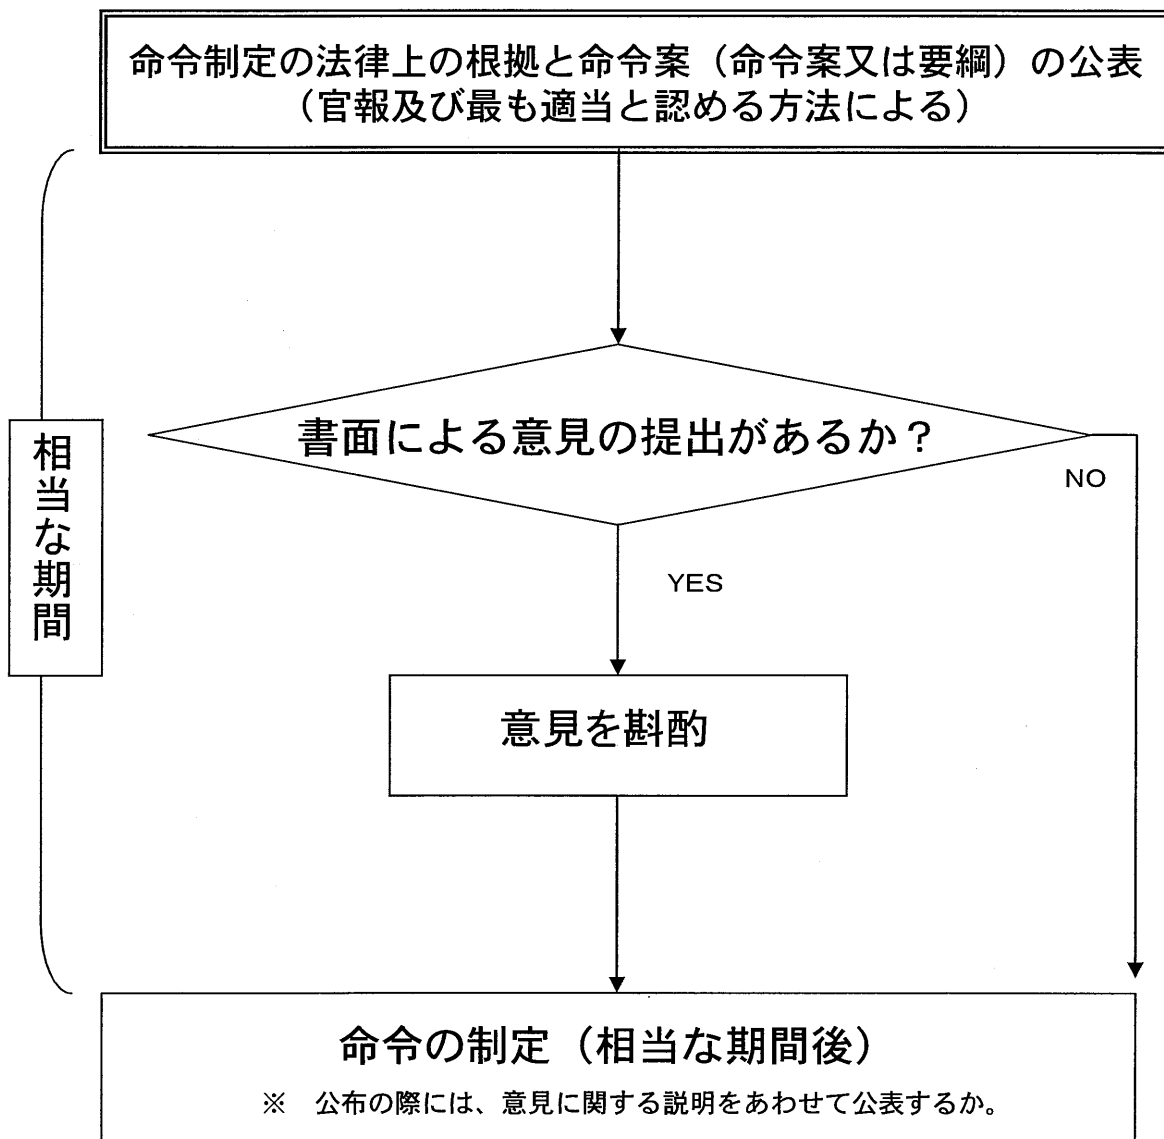 命令制定の法律上の根拠と命令案（命令案又は要綱）の公表
（官報及び最も適当と認める方法による）
書面による意見の提出があるか？
NO
相当な期間
YES
意見を斟酌
命令の制定（相当な期間後）
※　公布の際には、意見に関する説明をあわせて公表するか。